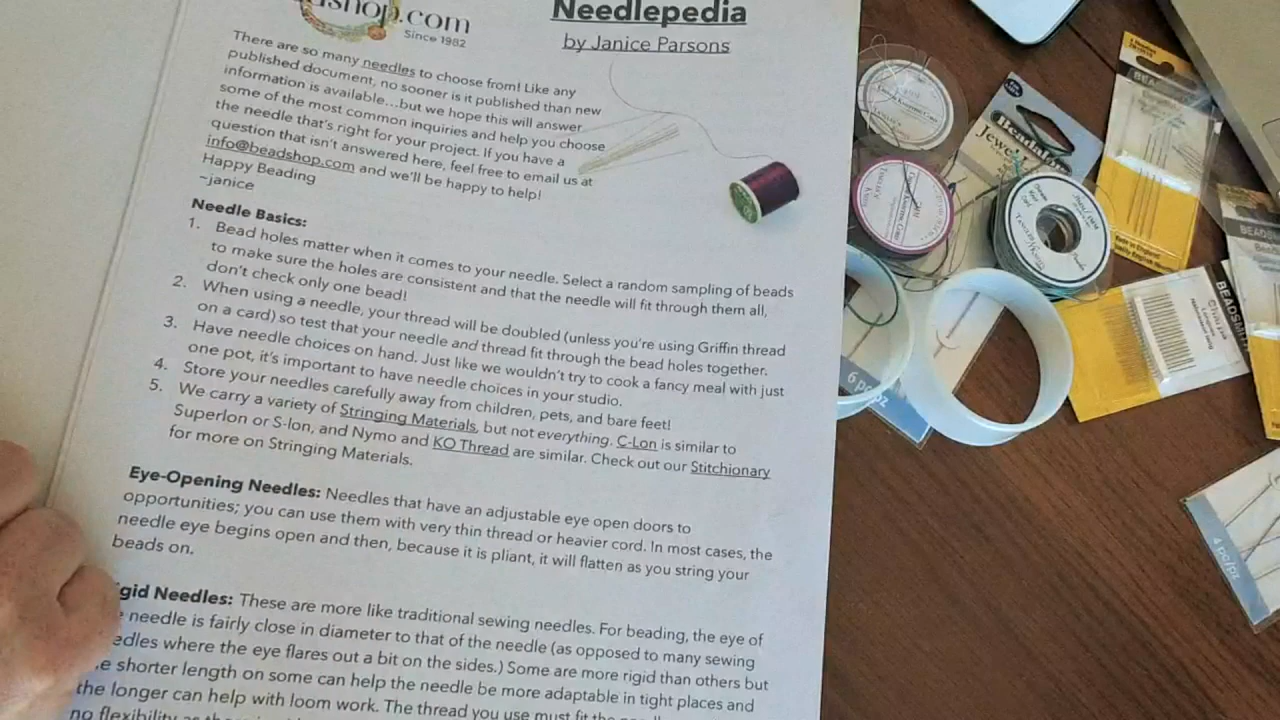 shop.com
Since 1982
Needlepedia
by Janice Parsons
There are so many needles to choose from! Like any
published document, no sooner is it published than new
information is available...but we hope this will answer
some of the most common inquiries and help you choose
the needle that's right for your project. If you have a
question that isn't answered here, feel free to email us at
info@beadshop.com and we'll be happy to help!
Happy Beading
~janice
Needle Basics:
1. Bead holes matter when it comes to your needle. Select a random sampling of beads
to make sure the holes are consistent and that the needle will fit through them all,
don't check only one bead!
2. When using a needle, your thread will be doubled (unless you're using Griffin thread
on a card) so test that your needle and thread fit through the bead holes together.
3. Have needle choices on hand. Just like we wouldn't try to cook a fancy meal with just
one pot, it's important to have needle choices in your studio.
4. Store your needles carefully away from children, pets, and bare feet!
5. We carry a variety of Stringing Materials, but not everything. C-Lon is similar to
Superlon or S-lon, and Nymo and KO Thread are similar. Check out our Stitchionary
for more on Stringing Materials.
Eye-Opening Needles: Needles that have an adjustable eye open doors to
opportunities; you can use them with very thin thread or heavier cord. In most cases, the
needle eye begins open and then, because it is pliant, it will flatten as you string your
beads on.
gid Needles: These are more like traditional sewing needles. For beading, the eye of
needle is fairly close in diameter to that of the needle (as opposed to many sewing
edles where the eye flares out a bit on the sides.) Some are more rigid than others but
e shorter length on some can help the needle be more adaptable in tight places and
the longer can help with loom work. The thread you use must fit the
no flexibility as
Beadalon
6 pc/pz
BEADSM
4 pc/pz